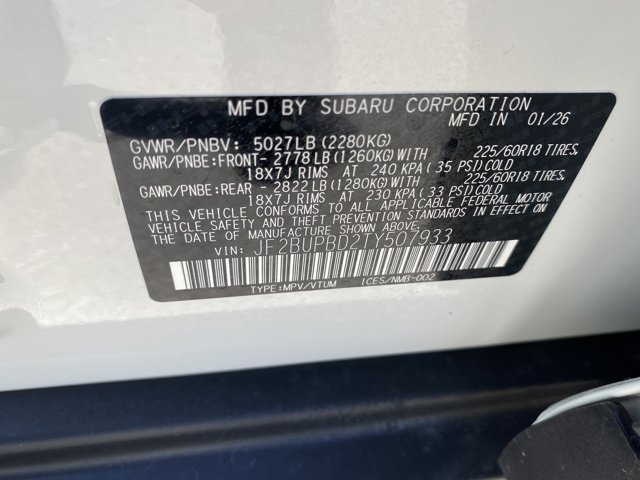 MFD BY SUBARU CORPORATION
MFD IN 01/26
GVWR/PNBV: 5027LB (2280KG)
GAWR/PNBE:FRONT- 2778LB (1260KG) WITH 225/60R18 TIRES,
18X7J RIMS AT 240 KPA (35 PSI) COLD
GAWR/PNBE:REAR - 2822LB (1280KG) WITH 225/60R18 TIRES,
18X7J RIMS AT 230 KPA (33 PSI) COLD
THIS VEHICLE CONFORMS TO ALL APPLICABLE FEDERAL MOTOR
VEHICLE SAFETY AND THEFT PREVENTION STANDARDS IN EFFECT ON THE
DATE OF MANUFACTURE SHOWN ABOVE.
VIN: JF2BUPBD2TY507933
TYPE:MPV/VTUM ICES/NMB-002